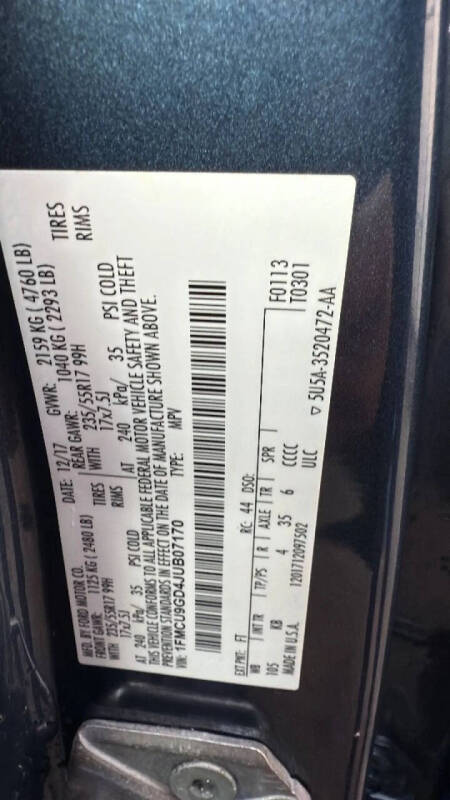 MFD. BY FORD MOTOR CO. DATE: 12/17 GVWR: 2159 KG ( 4760 LB)
FRONT GAWR: 1125 KG ( 2480 LB) REAR GAWR: 1040 KG ( 2293 LB)
WITH 235/55R17 99H TIRES WITH 235/55R17 99H TIRES
17x7.5J RIMS 17x7.5J RIMS
AT 240 kPa/ 35 PSI COLD AT 240 kPa/ 35 PSI COLD
THIS VEHICLE CONFORMS TO ALL APPLICABLE FEDERAL MOTOR VEHICLE SAFETY AND THEFT
PREVENTION STANDARDS IN EFFECT ON THE DATE OF MANUFACTURE SHOWN ABOVE.
VIN: 1FMCU9GD4JUB07170 TYPE: MPV
F0113
EXT PNT: FT RC: 44 DSO: T0301
WB INT TR TP/PS R AXLE TR SPR
105 KB 4 35 6 CCCC
MADE IN U.S.A. 1201712097502 ULC ▽ 5U5A-3520472-AA